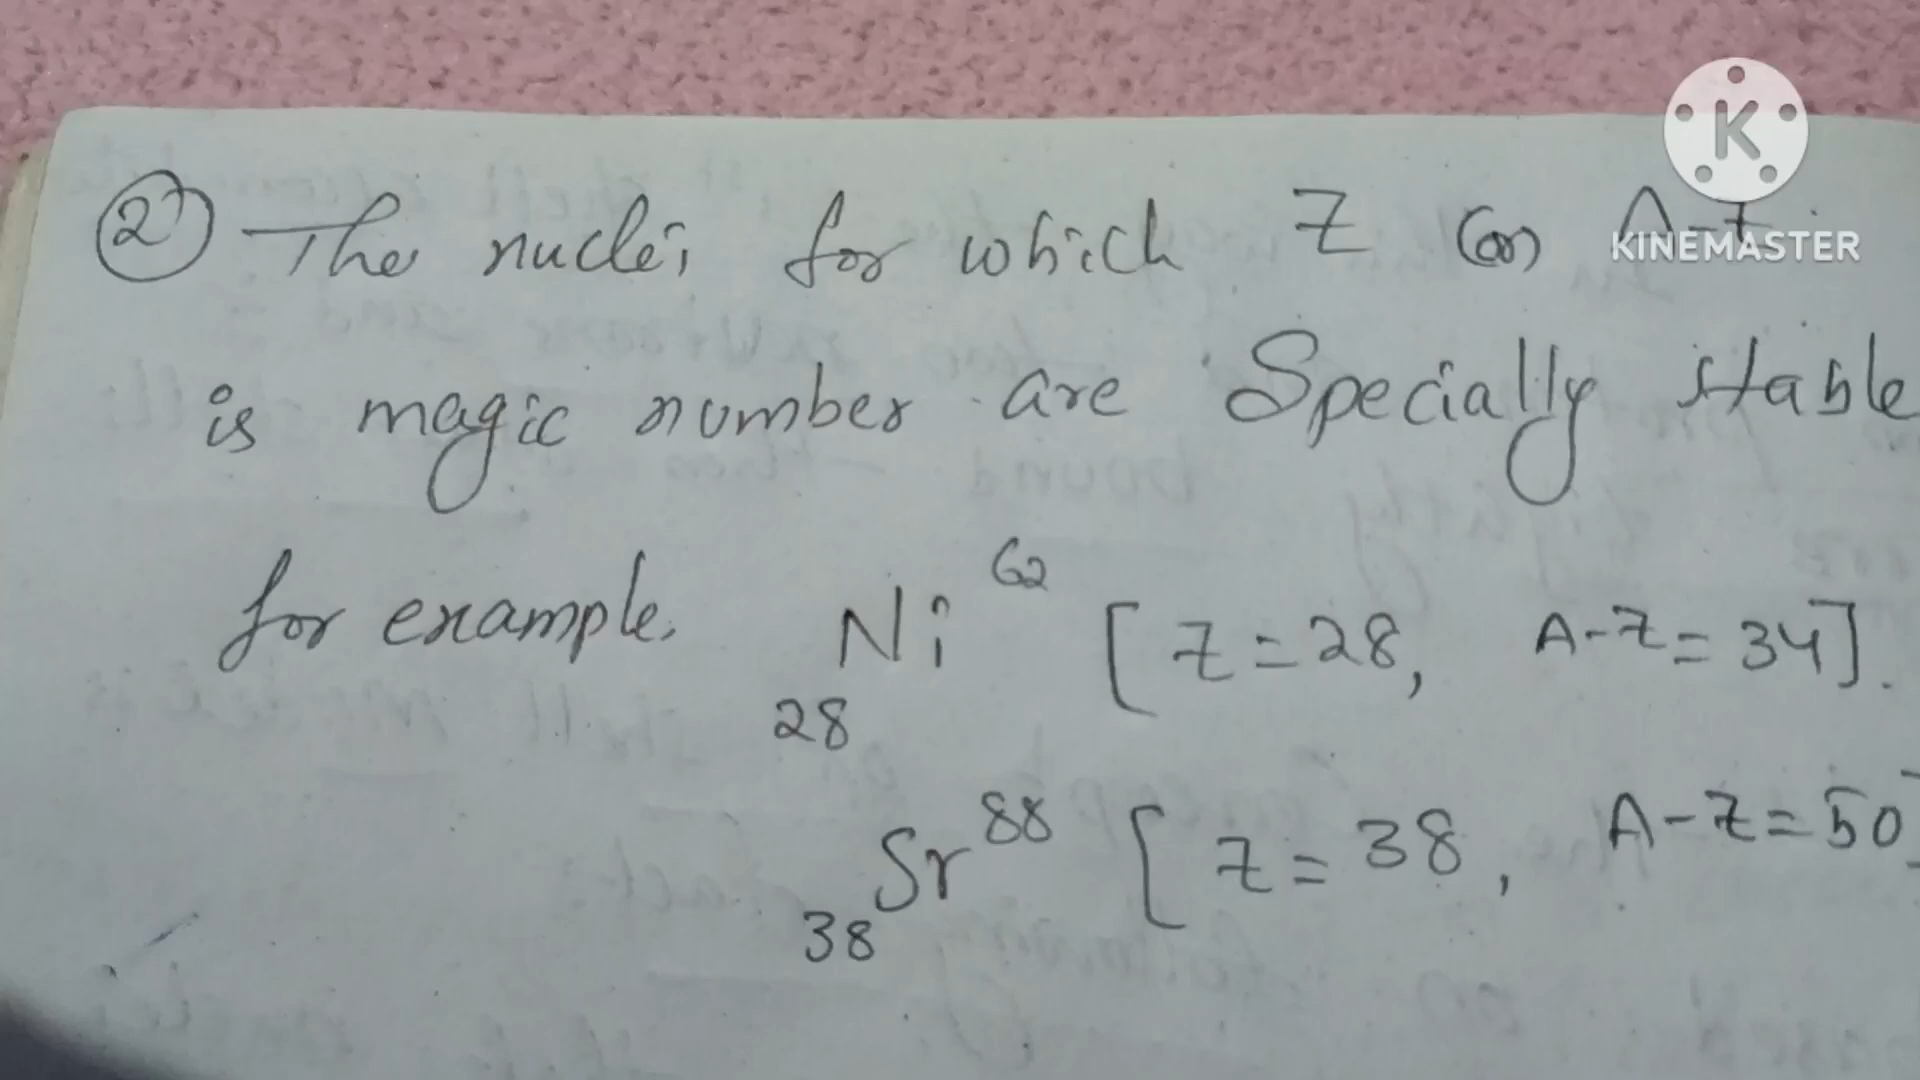 ② The nuclei for which Z (or) A-Z
KINEMASTER
is magic number are Specially stable
for example. ₂₈Ni⁶² [Z=28, A-Z=34].
₃₈Sr⁸⁸ [Z=38, A-Z=50]